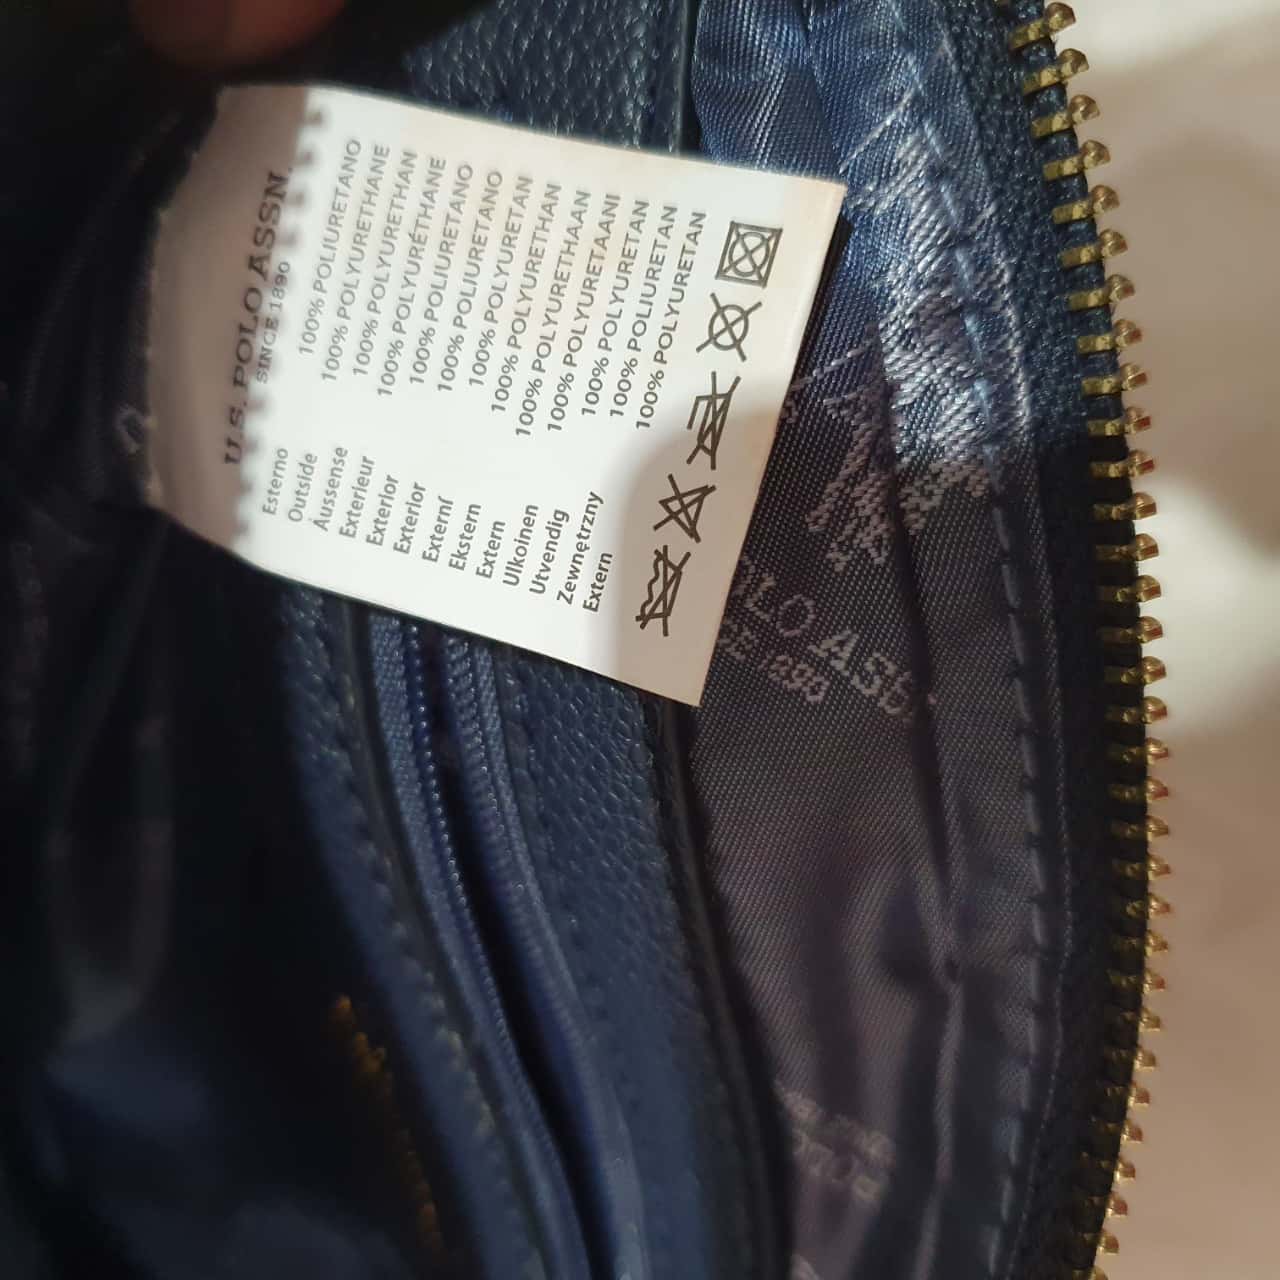 U.S. POLO ASSN.
SINCE 1890
Esterno 100% POLIURETANO
Outside 100% POLYURETHANE
Äussense 100% POLYURETHAN
Exterieur 100% POLYURÉTHANE
Exterior 100% POLIURETANO
Exterior 100% POLIURETANO
Externí 100% POLYURETAN
Ekstern 100% POLYURETHAN
Extern 100% POLYURETHAAN
Ulkoinen 100% POLYURETAANI
Utvendig 100% POLYURETAN
Zewnętrzny 100% POLIURETAN
Extern 100% POLYURETAN